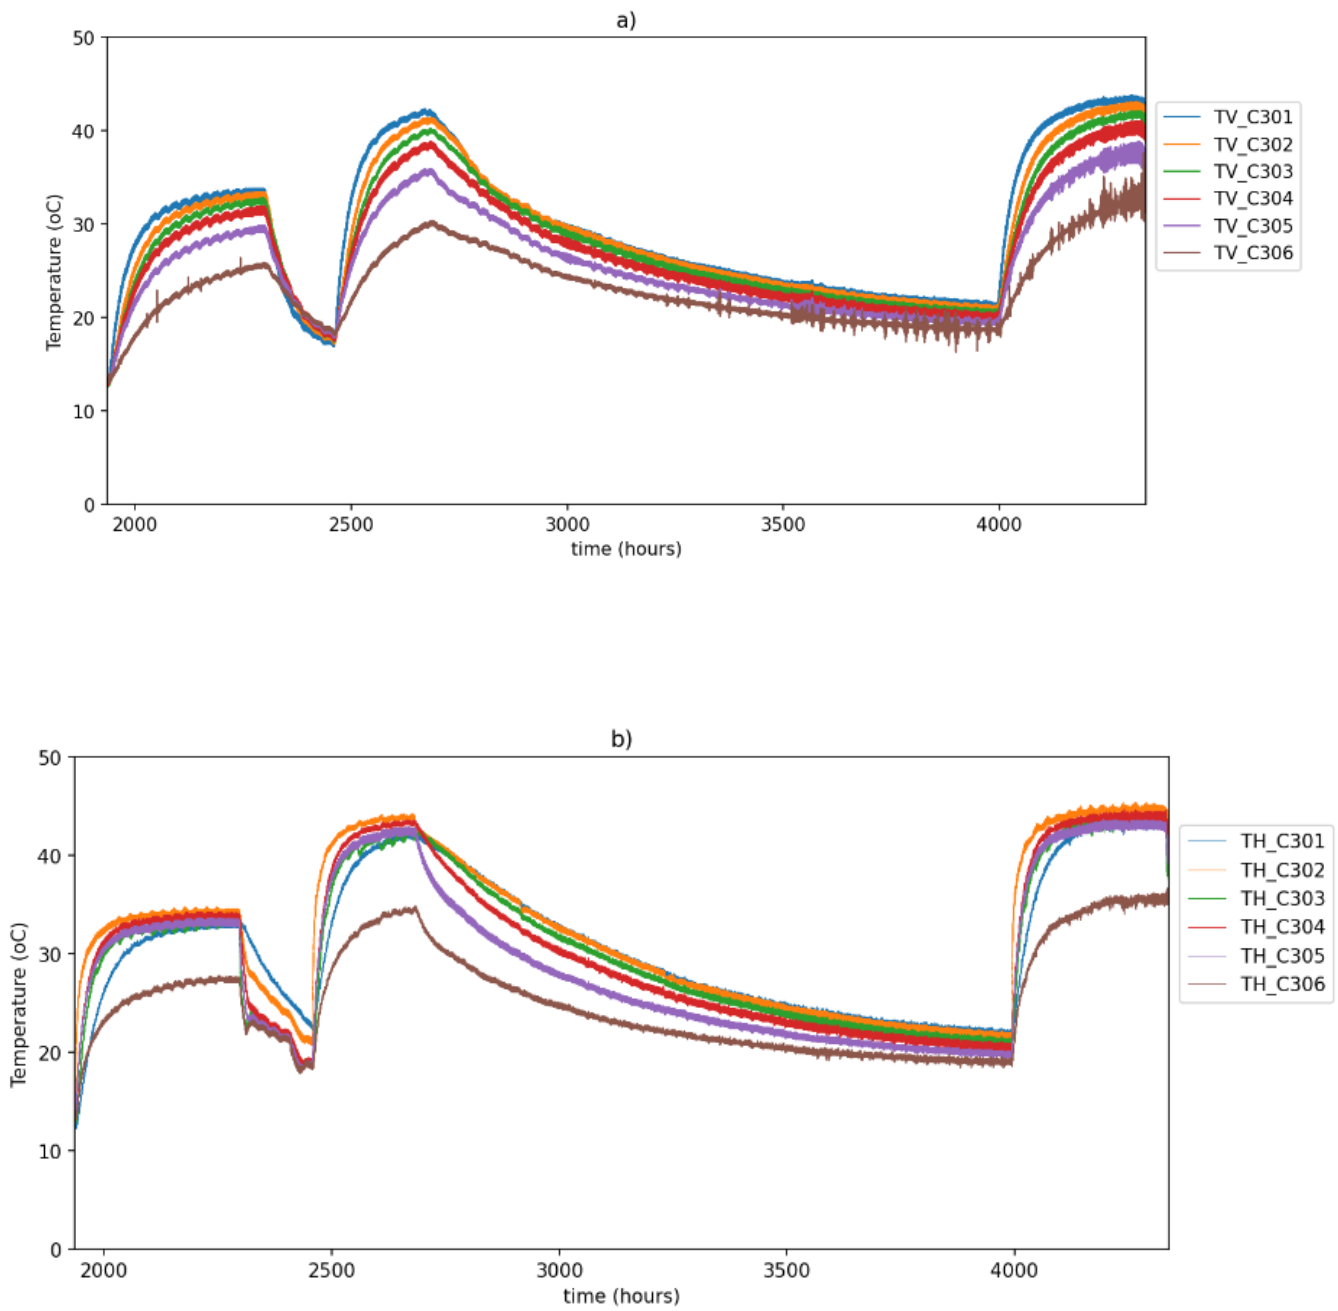 a)
50
40
30
20
10
0
Temperature (oC)
2000 2500 3000 3500 4000
time (hours)
TV_C301
TV_C302
TV_C303
TV_C304
TV_C305
TV_C306
b)
50
40
30
20
10
0
Temperature (oC)
2000 2500 3000 3500 4000
time (hours)
TH_C301
TH_C302
TH_C303
TH_C304
TH_C305
TH_C306